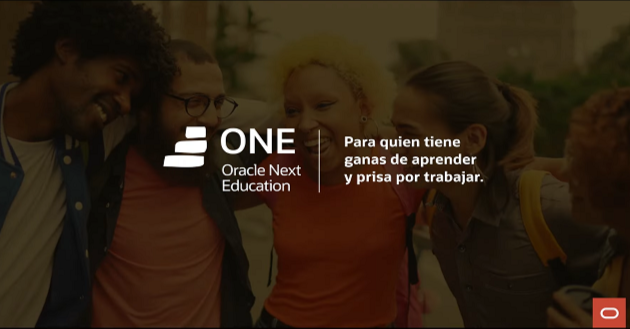 ONE
Oracle Next
Education
Para quien tiene
ganas de aprender
y prisa por trabajar.